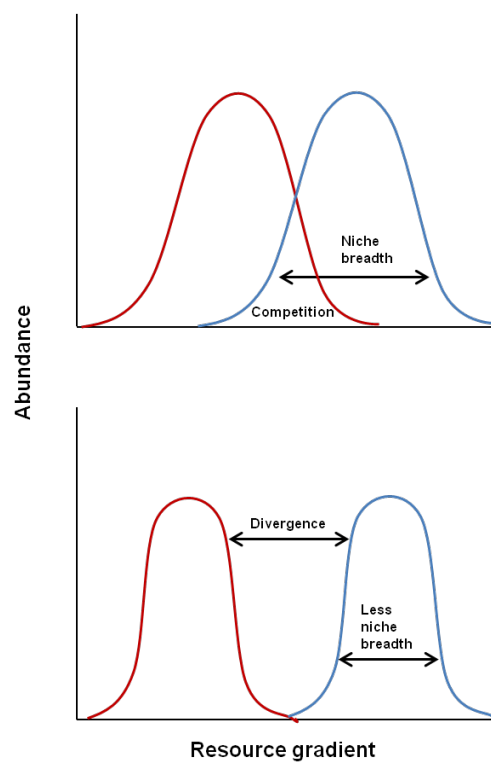 Niche
breadth
Competition
Abundance
Divergence
Less
niche
breadth
Resource gradient